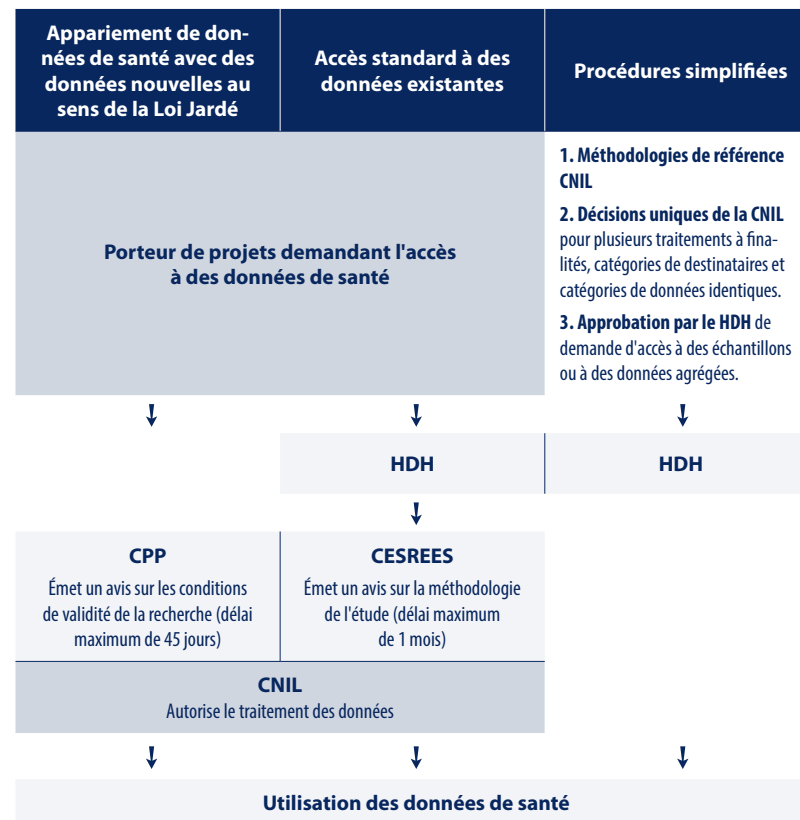 Appariement de don-
nées de santé avec des
données nouvelles au
sens de la Loi Jardé
Accès standard à des
données existantes
Procédures simplifiées
Porteur de projets demandant l'accès
à des données de santé
1. Méthodologies de référence
CNIL
2. Décisions uniques de la CNIL
pour plusieurs traitements à fina-
lités, catégories de destinataires et
catégories de données identiques.
3. Approbation par le HDH de
demande d'accès à des échantillons
ou à des données agrégées.
HDH
HDH
CPP
Émet un avis sur les conditions
de validité de la recherche (délai
maximum de 45 jours)
CESREES
Émet un avis sur la méthodologie
de l'étude (délai maximum
de 1 mois)
CNIL
Autorise le traitement des données
Utilisation des données de santé